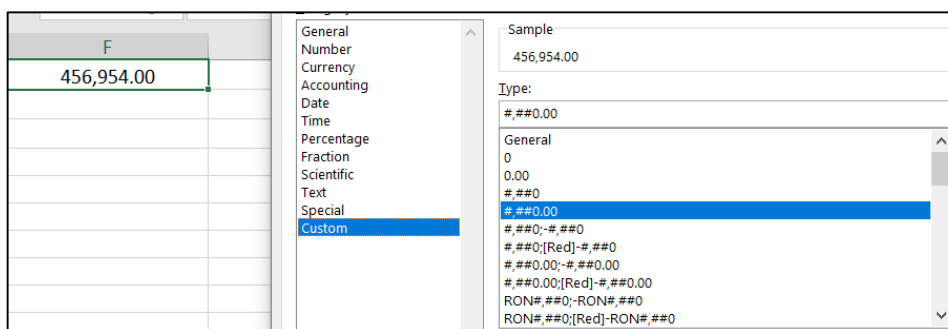 F
456,954.00
General
Number
Currency
Accounting
Date
Time
Percentage
Fraction
Scientific
Text
Special
Custom
Sample
456,954.00
Type:
#,##0.00
General
0
0.00
#,##0
#,##0.00
#,##0;-#,##0
#,##0;[Red]-#,##0
#,##0.00;-#,##0.00
#,##0.00;[Red]-#,##0.00
RON#,##0;-RON#,##0
RON#,##0;[Red]-RON#,##0